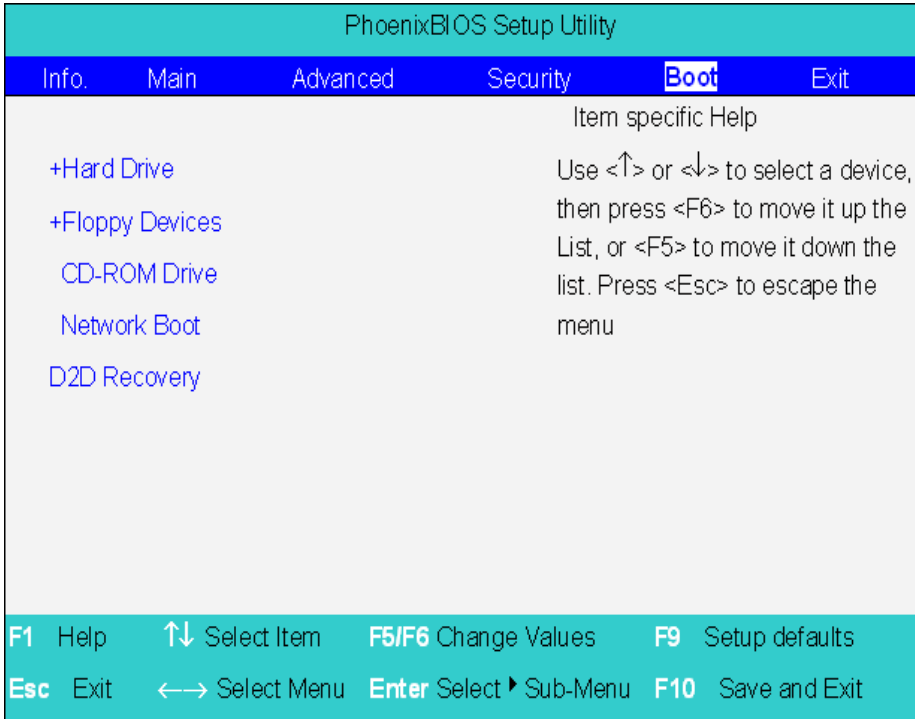 PhoenixBIOS Setup Utility
Info. Main Advanced Security Boot Exit
Item specific Help
+Hard Drive
+Floppy Devices
CD-ROM Drive
Network Boot
D2D Recovery
Use <↑> or <↓> to select a device,
then press <F6> to move it up the
List, or <F5> to move it down the
list. Press <Esc> to escape the
menu
F1 Help ↑↓ Select Item F5/F6 Change Values F9 Setup defaults
Esc Exit ←→ Select Menu Enter Select ▸ Sub-Menu F10 Save and Exit